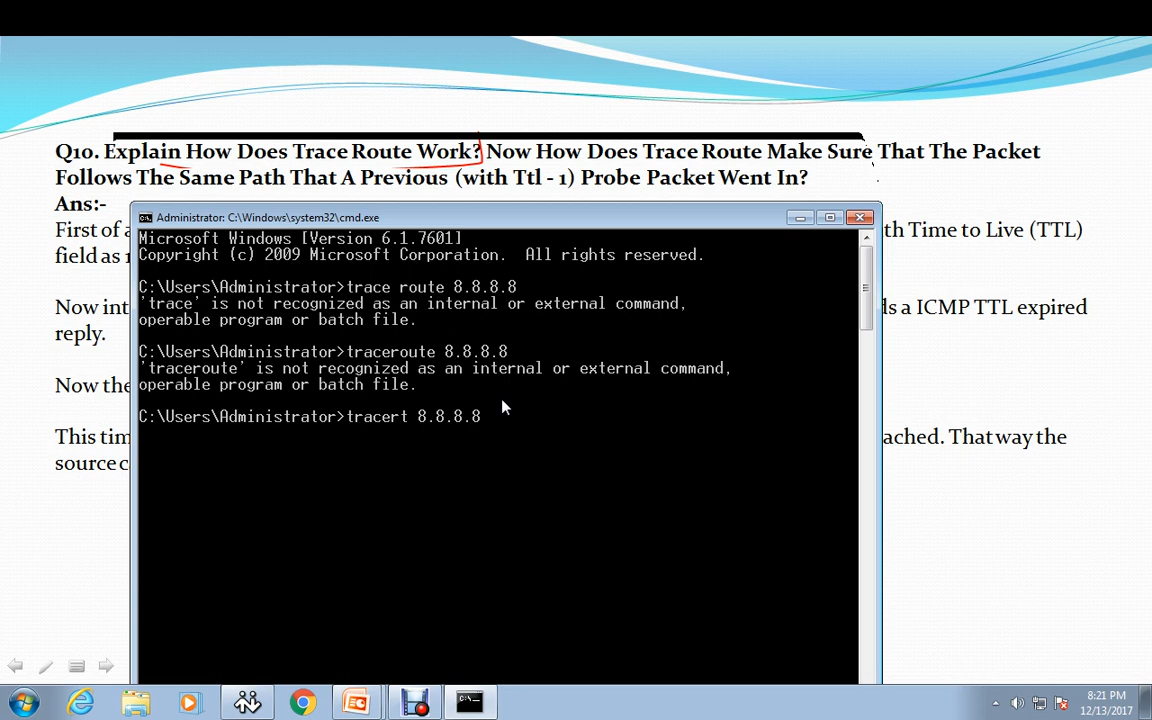 Q10. Explain How Does Trace Route Work? Now How Does Trace Route Make Sure That The Packet
Follows The Same Path That A Previous (with Ttl - 1) Probe Packet Went In?
Ans:-
First of a
th Time to Live (TTL)
field as 1
Now int
ds a ICMP TTL expired
reply.
Now the
This tim
ached. That way the
source c
Administrator: C:\Windows\system32\cmd.exe
Microsoft Windows [Version 6.1.7601]
Copyright (c) 2009 Microsoft Corporation.  All rights reserved.
C:\Users\Administrator>trace route 8.8.8.8
'trace' is not recognized as an internal or external command,
operable program or batch file.
C:\Users\Administrator>traceroute 8.8.8.8
'traceroute' is not recognized as an internal or external command,
operable program or batch file.
C:\Users\Administrator>tracert 8.8.8.8
8:21 PM
12/13/2017